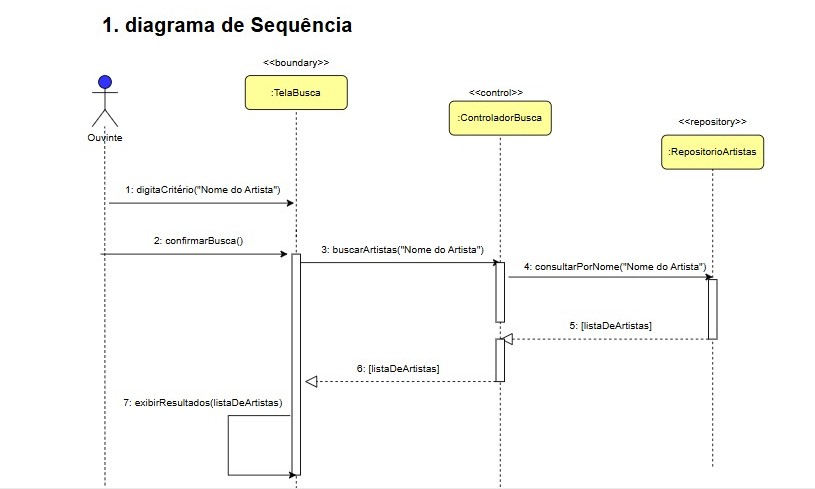 1. diagrama de Sequência
<<boundary>>
:TelaBusca
<<control>>
:ControladorBusca
<<repository>>
:RepositorioArtistas
Ouvinte
1: digitaCritério("Nome do Artista")
2: confirmarBusca()
3: buscarArtistas("Nome do Artista")
4: consultarPorNome("Nome do Artista")
5: [listaDeArtistas]
6: [listaDeArtistas]
7: exibirResultados(listaDeArtistas)